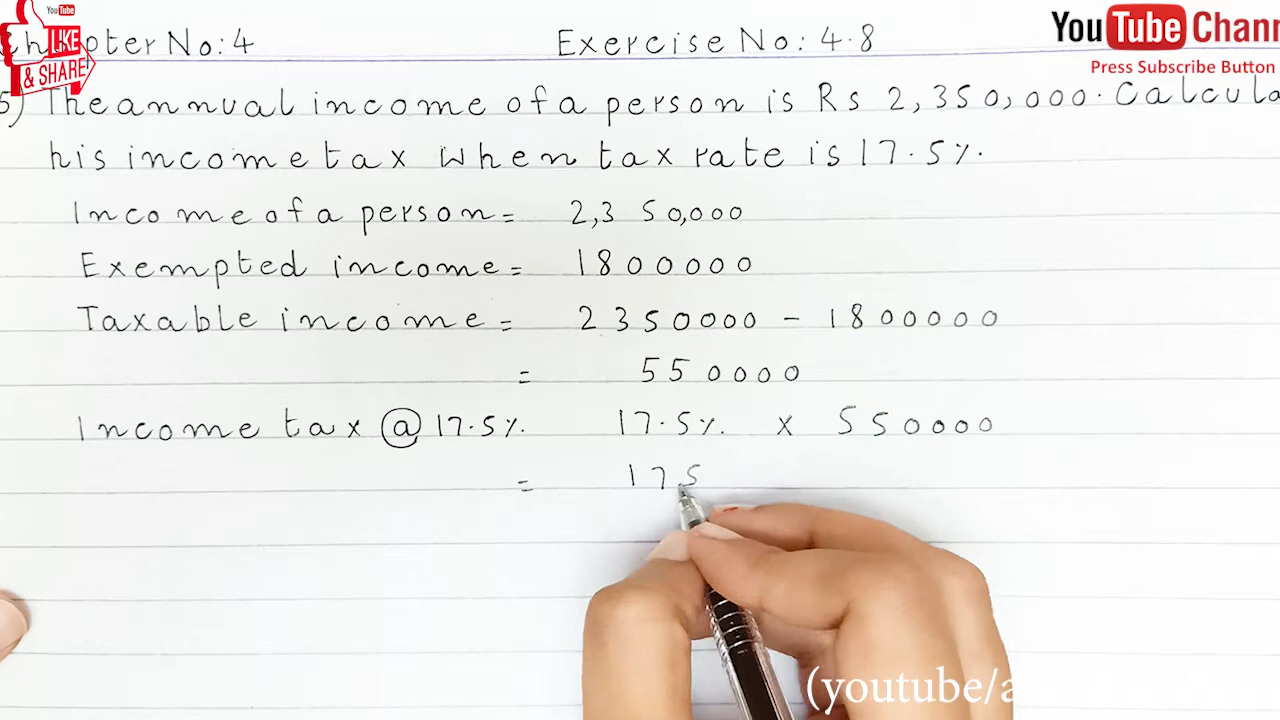 YouTube
LIKE
& SHARE
Chapter No: 4
Exercise No: 4.8
YouTube
Press Subscribe Button
5) The annual income of a person is Rs 2,350,000.
his income tax when tax rate is 17.5%.
Income of a person = 2,350,000
Exempted income = 1800000
Taxable income = 2350000 - 1800000
= 550000
Income tax @ 17.5% 17.5% x 550000
= 175
(youtube/